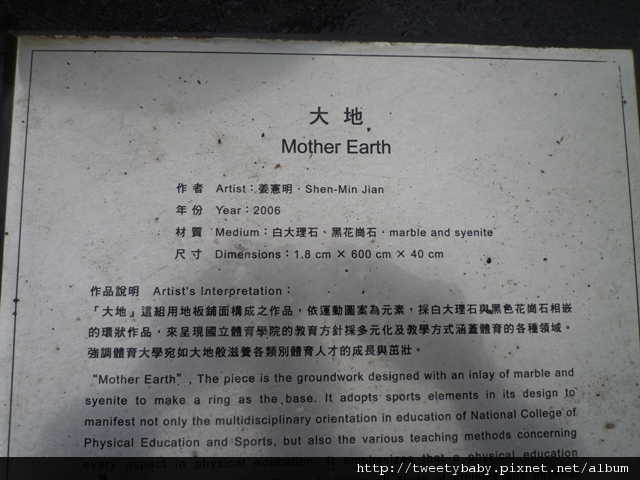 大地
Mother Earth
作者 Artist：姜憲明．Shen-Min Jian
年份 Year：2006
材質 Medium：白大理石、黑花崗石．marble and syenite
尺寸 Dimensions：1.8 cm × 600 cm × 40 cm
作品說明 Artist's Interpretation：
「大地」這組用地板鋪面構成之作品，依運動圖案為元素，採白大理石與黑色花崗石相嵌
的環狀作品，來呈現國立體育學院的教育方針採多元化及教學方式涵蓋體育的各種領域。
強調體育大學宛如大地般滋養各類別體育人才的成長與茁壯。
“Mother Earth”, The piece is the groundwork designed with an inlay of marble and
syenite to make a ring as the base. It adopts sports elements in its design to
manifest not only the multidisciplinary orientation in education of National College of
Physical Education and Sports, but also the various teaching methods concerning
every aspect in physical education. It emphasizes that a physical education
http://tweetybaby.pixnet.net/album